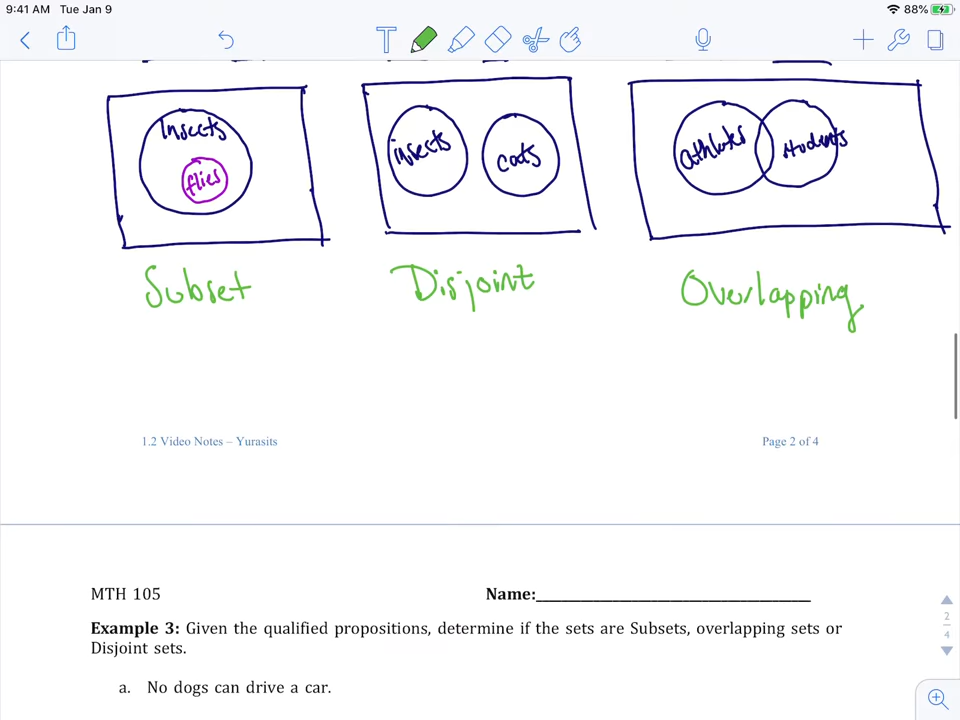 9:41 AM Tue Jan 9
88%
Insects
flies
insects
cats
athletes
students
Subset
Disjoint
Overlapping
1.2 Video Notes – Yurasits
Page 2 of 4
MTH 105
Name:
Example 3: Given the qualified propositions, determine if the sets are Subsets, overlapping sets or
Disjoint sets.
a. No dogs can drive a car.
2
4